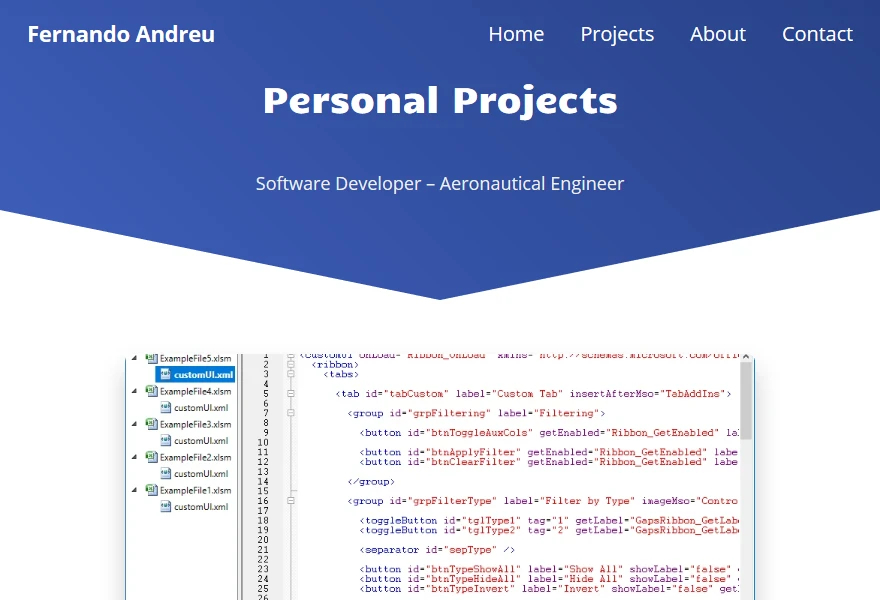 Fernando Andreu
Home Projects About Contact
Personal Projects
Software Developer – Aeronautical Engineer
ExampleFile5.xlsm
customUI.xml
ExampleFile4.xlsm
customUI.xml
ExampleFile3.xlsm
customUI.xml
ExampleFile2.xlsm
customUI.xml
ExampleFile1.xlsm
customUI.xml
1 <customUI onLoad="Ribbon_OnLoad" xmlns="http://schemas.microsoft.com/offi
2 <ribbon>
3 <tabs>
4
5 <tab id="tabCustom" label="Custom Tab" insertAfterMso="TabAddIns">
6
7 <group id="grpFiltering" label="Filtering">
8
9 <button id="btnToggleAuxCols" getEnabled="Ribbon_GetEnabled" la
10
11 <button id="btnApplyFilter" getEnabled="Ribbon_GetEnabled" labe
12 <button id="btnClearFilter" getEnabled="Ribbon_GetEnabled" labe
13
14 </group>
15
16 <group id="grpFilterType" label="Filter by Type" imageMso="Contro
17
18 <toggleButton id="tglType1" tag="1" getLabel="GapsRibbon_GetLab
19 <toggleButton id="tglType2" tag="2" getLabel="GapsRibbon_GetLab
20
21 <separator id="sepType" />
22
23 <button id="btnTypeShowAll" label="Show All" showLabel="false"
24 <button id="btnTypeHideAll" label="Hide All" showLabel="false"
25 <button id="btnTypeInvert" label="Invert" showLabel="false" get
26